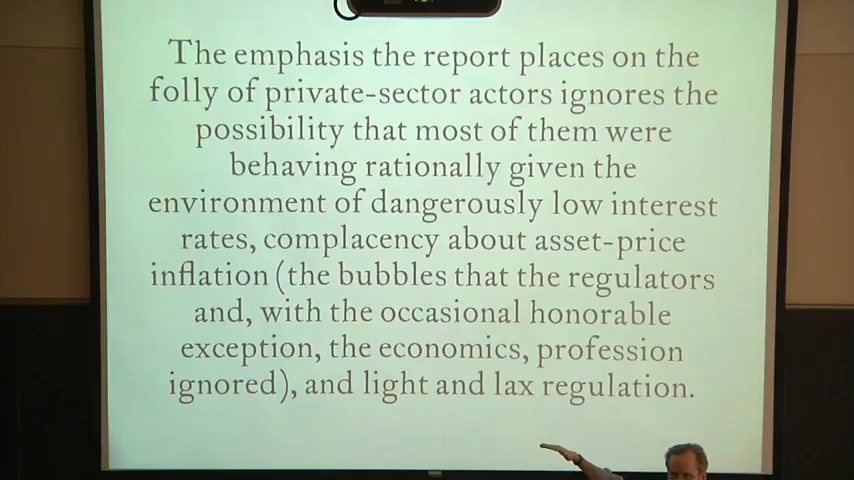 The emphasis the report places on the
folly of private-sector actors ignores the
possibility that most of them were
behaving rationally given the
environment of dangerously low interest
rates, complacency about asset-price
inflation (the bubbles that the regulators
and, with the occasional honorable
exception, the economics, profession
ignored), and light and lax regulation.